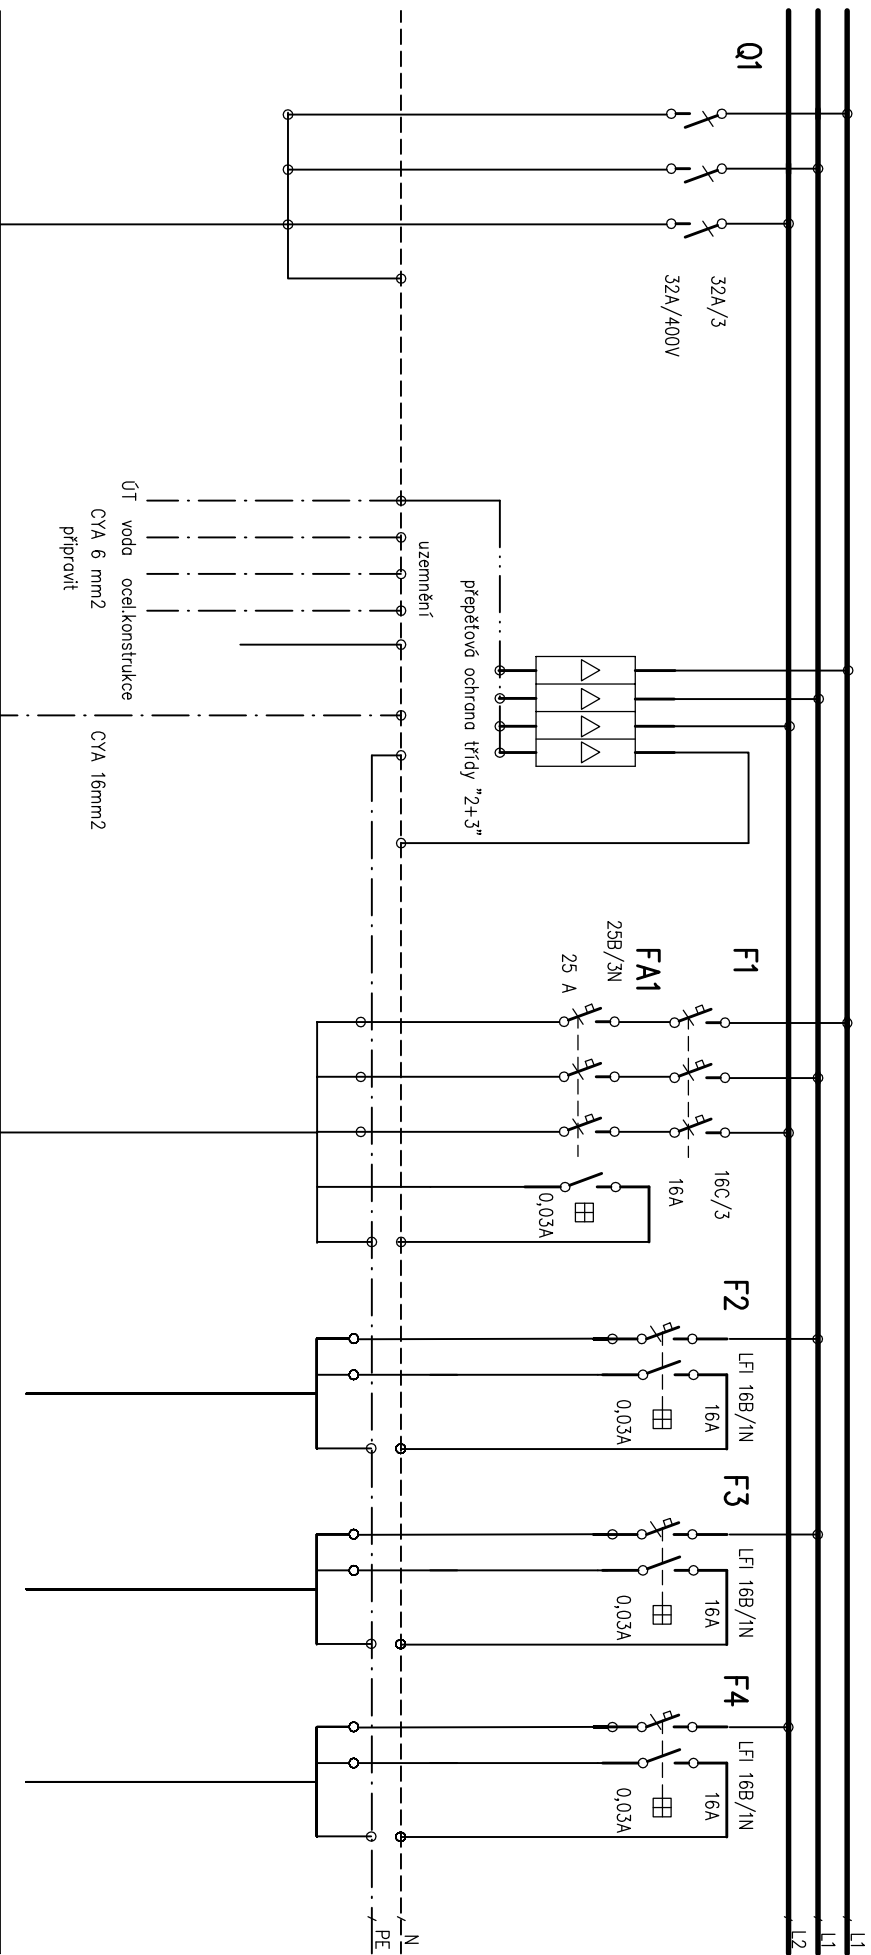 Q1
32A/3
32A/400V
ÚT voda ocel.konstrukce
CYA 6 mm2
připravit
uzemnění
přepěťová ochrana třídy "2+3"
CYA 16mm2
F1
16C/3
16A
FA1
25B/3N
25 A
0,03A
F2
LFI 16B/1N
16A
0,03A
F3
LFI 16B/1N
16A
0,03A
F4
LFI 16B/1N
16A
0,03A
L1
L1
L2
N
PE